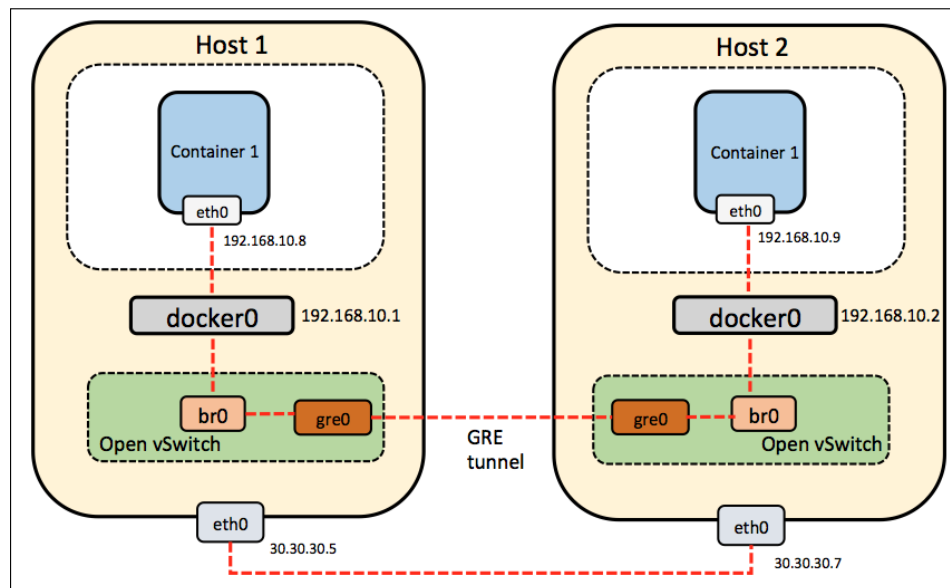 Host 1
Container 1
eth0
192.168.10.8
docker0
192.168.10.1
br0
gre0
Open vSwitch
eth0
30.30.30.5
GRE
tunnel
Host 2
Container 1
eth0
192.168.10.9
docker0
192.168.10.2
gre0
br0
Open vSwitch
eth0
30.30.30.7